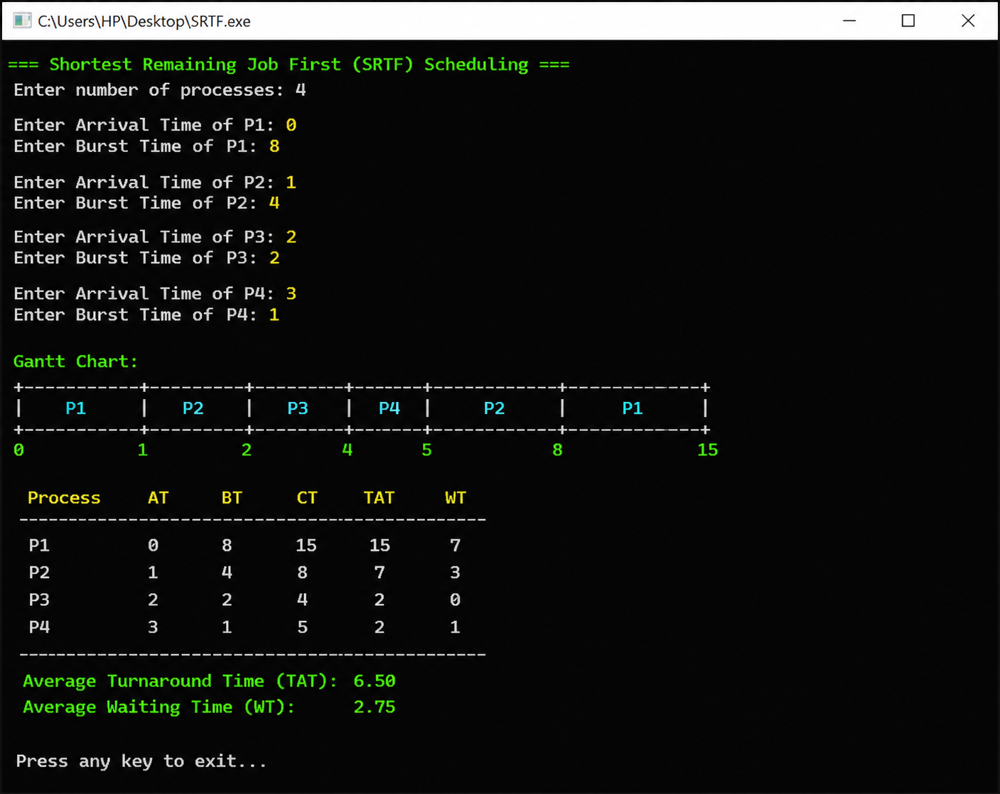 C:\Users\HP\Desktop\SRTF.exe
=== Shortest Remaining Job First (SRTF) Scheduling ===
Enter number of processes: 4
Enter Arrival Time of P1: 0
Enter Burst Time of P1: 8
Enter Arrival Time of P2: 1
Enter Burst Time of P2: 4
Enter Arrival Time of P3: 2
Enter Burst Time of P3: 2
Enter Arrival Time of P4: 3
Enter Burst Time of P4: 1
Gantt Chart:
+-----------+---------+---------+------+------------+-------------+
| P1 | P2 | P3 | P4 | P2 | P1 |
+-----------+---------+---------+------+------------+-------------+
0 1 2 4 5 8 15
Process AT BT CT TAT WT
---------------------------------------------
P1 0 8 15 15 7
P2 1 4 8 7 3
P3 2 2 4 2 0
P4 3 1 5 2 1
---------------------------------------------
Average Turnaround Time (TAT): 6.50
Average Waiting Time (WT): 2.75
Press any key to exit...